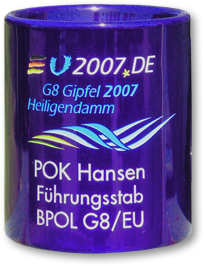 EU2007.DE
G8 Gipfel 2007
Heiligendamm
POK Hansen
Führungsstab
BPOL G8/EU